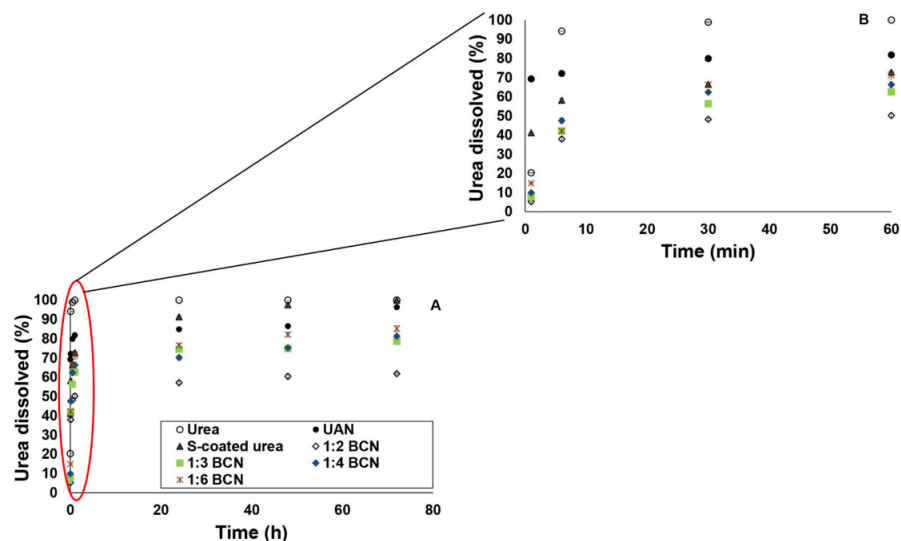 B
Urea dissolved (%)
100
90
80
70
60
50
40
30
20
10
0
0 10 20 30 40 50 60
Time (min)
A
Urea dissolved (%)
100
90
80
70
60
50
40
30
20
10
0
Urea UAN
S-coated urea 1:2 BCN
1:3 BCN 1:4 BCN
1:6 BCN
0 20 40 60 80
Time (h)